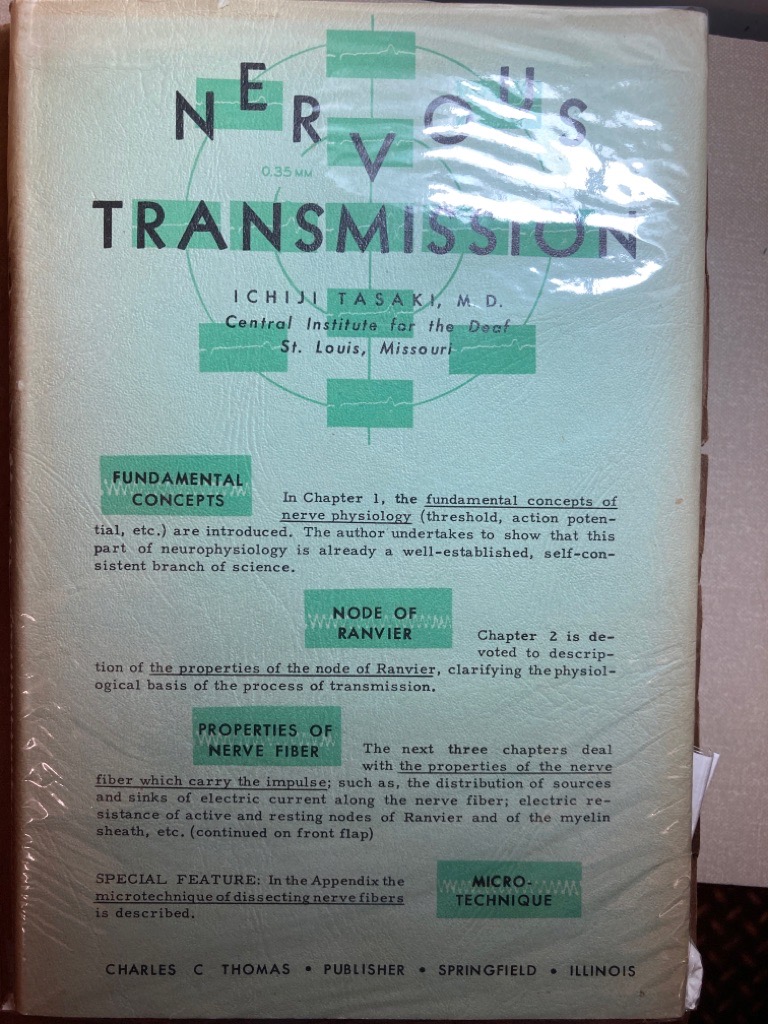 NERVOUS
0.35 MM
TRANSMISSION
ICHIJI TASAKI, M.D.
Central Institute for the Deaf
St. Louis, Missouri
FUNDAMENTAL
CONCEPTS
In Chapter 1, the fundamental concepts of
nerve physiology (threshold, action poten-
tial, etc.) are introduced. The author undertakes to show that this
part of neurophysiology is already a well-established, self-con-
sistent branch of science.
NODE OF
RANVIER
Chapter 2 is de-
voted to descrip-
tion of the properties of the node of Ranvier, clarifying the physiol-
ogical basis of the process of transmission.
PROPERTIES OF
NERVE FIBER
The next three chapters deal
with the properties of the nerve
fiber which carry the impulse; such as, the distribution of sources
and sinks of electric current along the nerve fiber; electric re-
sistance of active and resting nodes of Ranvier and of the myelin
sheath, etc. (continued on front flap)
SPECIAL FEATURE: In the Appendix the
microtechnique of dissecting nerve fibers
is described.
MICRO-
TECHNIQUE
CHARLES C THOMAS • PUBLISHER • SPRINGFIELD • ILLINOIS